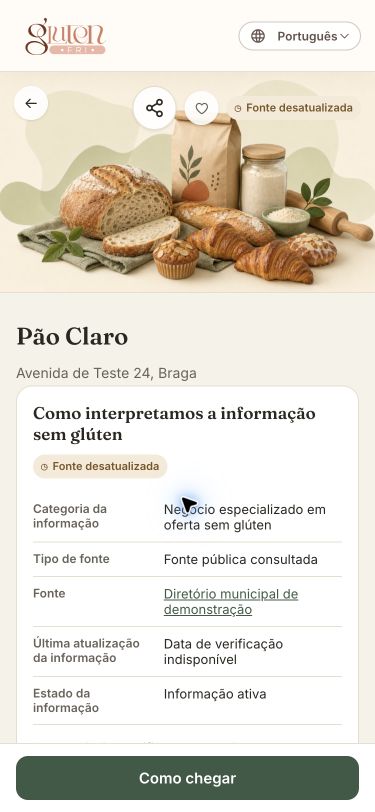 gluten
FRI
Português
Fonte desatualizada
Pão Claro
Avenida de Teste 24, Braga
Como interpretamos a informação
sem glúten
Fonte desatualizada
Categoria da
informação
Negócio especializado em
oferta sem glúten
Tipo de fonte
Fonte pública consultada
Fonte
Diretório municipal de
demonstração
Última atualização
da informação
Data de verificação
indisponível
Estado da
informação
Informação ativa
Como chegar